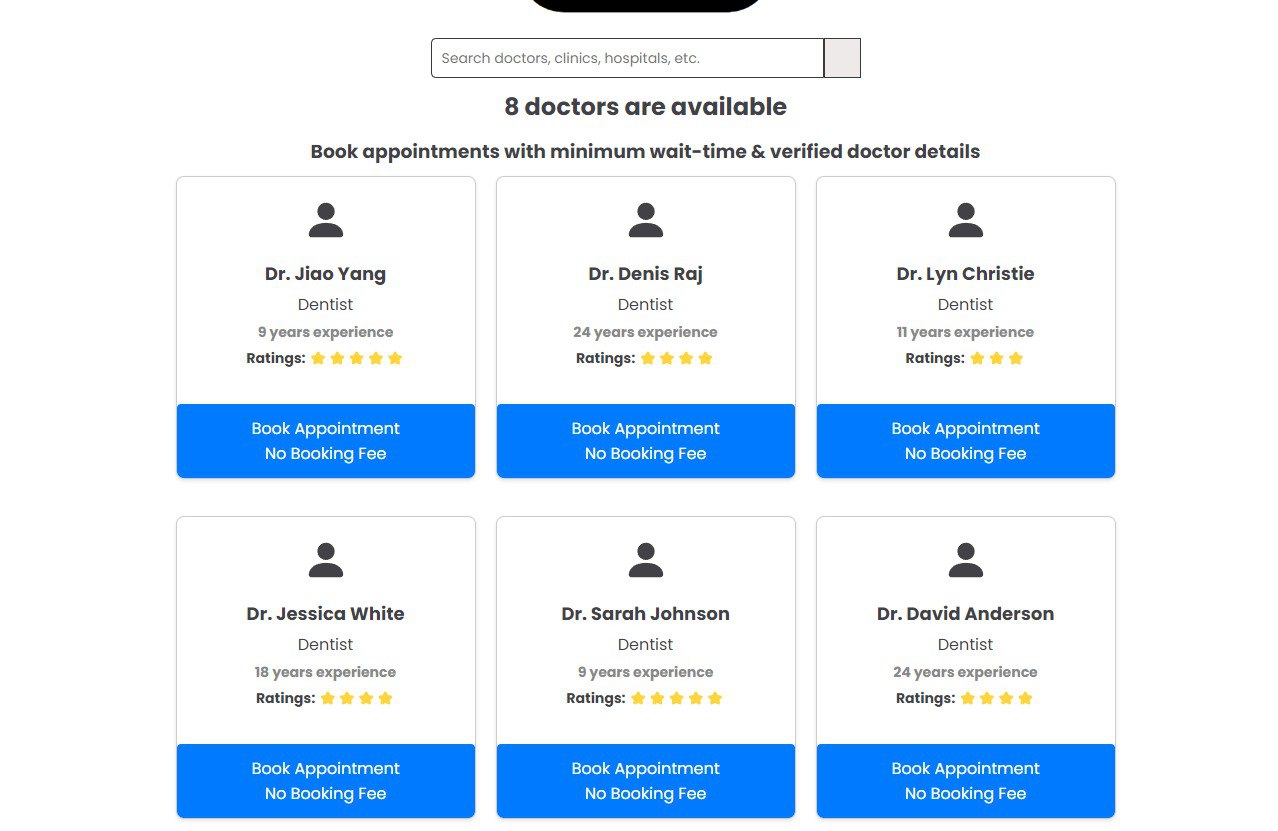 Search doctors, clinics, hospitals, etc.
8 doctors are available
Book appointments with minimum wait-time & verified doctor details
Dr. Jiao Yang
Dentist
9 years experience
Ratings:
Book Appointment
No Booking Fee
Dr. Denis Raj
Dentist
24 years experience
Ratings:
Book Appointment
No Booking Fee
Dr. Lyn Christie
Dentist
11 years experience
Ratings:
Book Appointment
No Booking Fee
Dr. Jessica White
Dentist
18 years experience
Ratings:
Book Appointment
No Booking Fee
Dr. Sarah Johnson
Dentist
9 years experience
Ratings:
Book Appointment
No Booking Fee
Dr. David Anderson
Dentist
24 years experience
Ratings:
Book Appointment
No Booking Fee